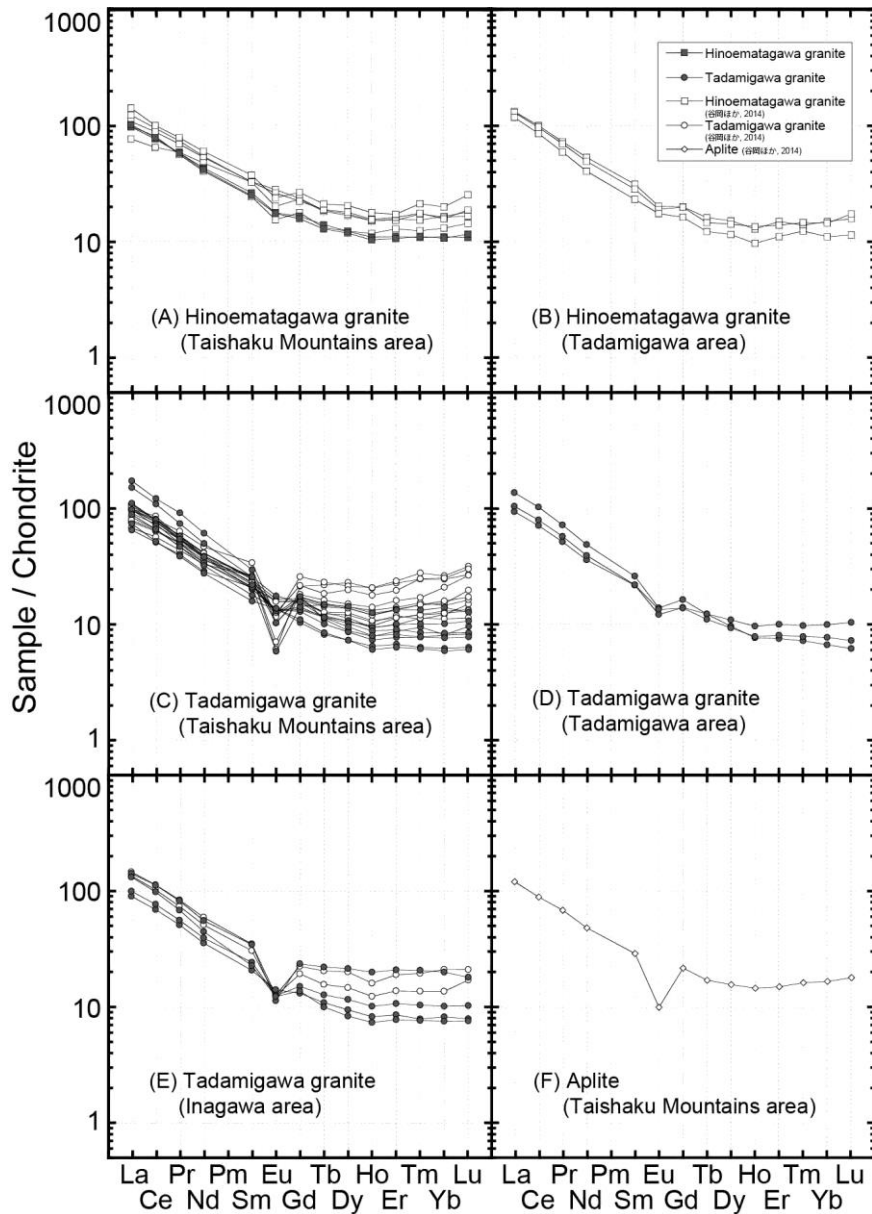 Sample / Chondrite
1000
100
10
1
(A) Hinoematagawa granite
(Taishaku Mountains area)
Hinoematagawa granite
Tadamigawa granite
Hinoematagawa granite
(谷岡ほか, 2014)
Tadamigawa granite
(谷岡ほか, 2014)
Aplite (谷岡ほか, 2014)
(B) Hinoematagawa granite
(Tadamigawa area)
1000
100
10
1
(C) Tadamigawa granite
(Taishaku Mountains area)
(D) Tadamigawa granite
(Tadamigawa area)
1000
100
10
1
(E) Tadamigawa granite
(Inagawa area)
(F) Aplite
(Taishaku Mountains area)
La Pr Pm Eu Tb Ho Tm Lu
Ce Nd Sm Gd Dy Er Yb
La Pr Pm Eu Tb Ho Tm Lu
Ce Nd Sm Gd Dy Er Yb